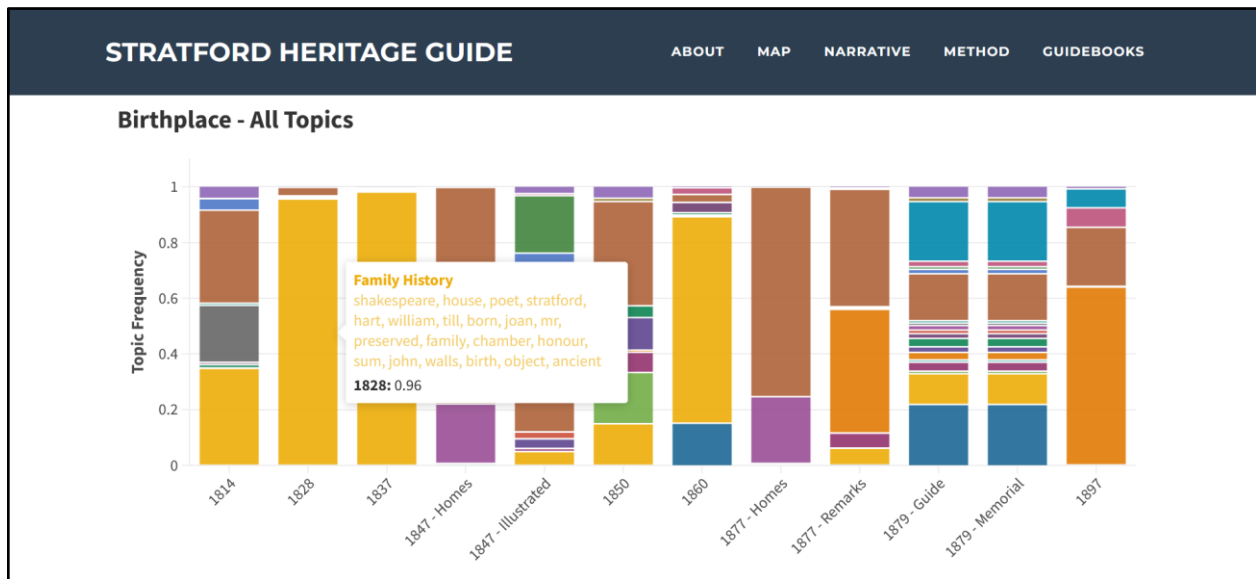 STRATFORD HERITAGE GUIDE
ABOUT MAP NARRATIVE METHOD GUIDEBOOKS
Birthplace - All Topics
Topic Frequency
1
0.8
0.6
0.4
0.2
0
Family History
shakespeare, house, poet, stratford,
hart, william, till, born, joan, mr,
preserved, family, chamber, honour,
sum, john, walls, birth, object, ancient
1828: 0.96
1814
1828
1837
1847 - Homes
1847 - Illustrated
1850
1860
1877 - Homes
1877 - Remarks
1879 - Guide
1879 - Memorial
1897